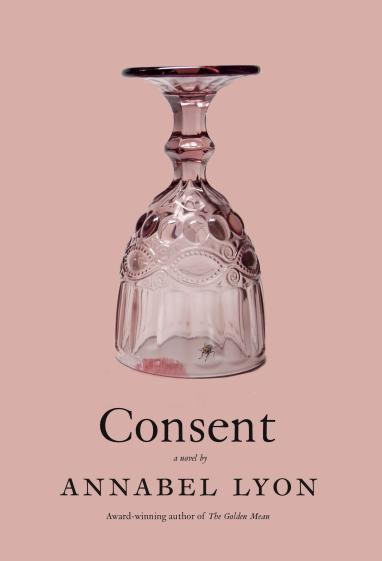 Consent
a novel by
ANNABEL LYON
Award-winning author of The Golden Mean